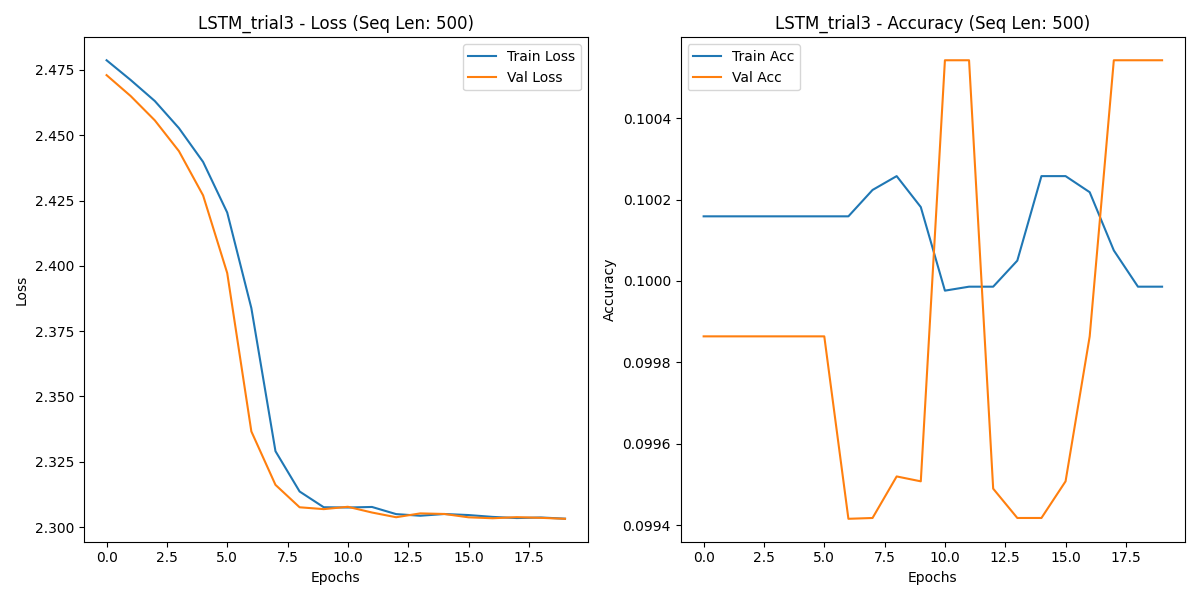 LSTM_trial3 - Loss (Seq Len: 500)
Train Loss
Val Loss
2.475
2.450
2.425
2.400
2.375
2.350
2.325
2.300
Loss
0.0 2.5 5.0 7.5 10.0 12.5 15.0 17.5
Epochs
LSTM_trial3 - Accuracy (Seq Len: 500)
Train Acc
Val Acc
0.1004
0.1002
0.1000
0.0998
0.0996
0.0994
Accuracy
0.0 2.5 5.0 7.5 10.0 12.5 15.0 17.5
Epochs